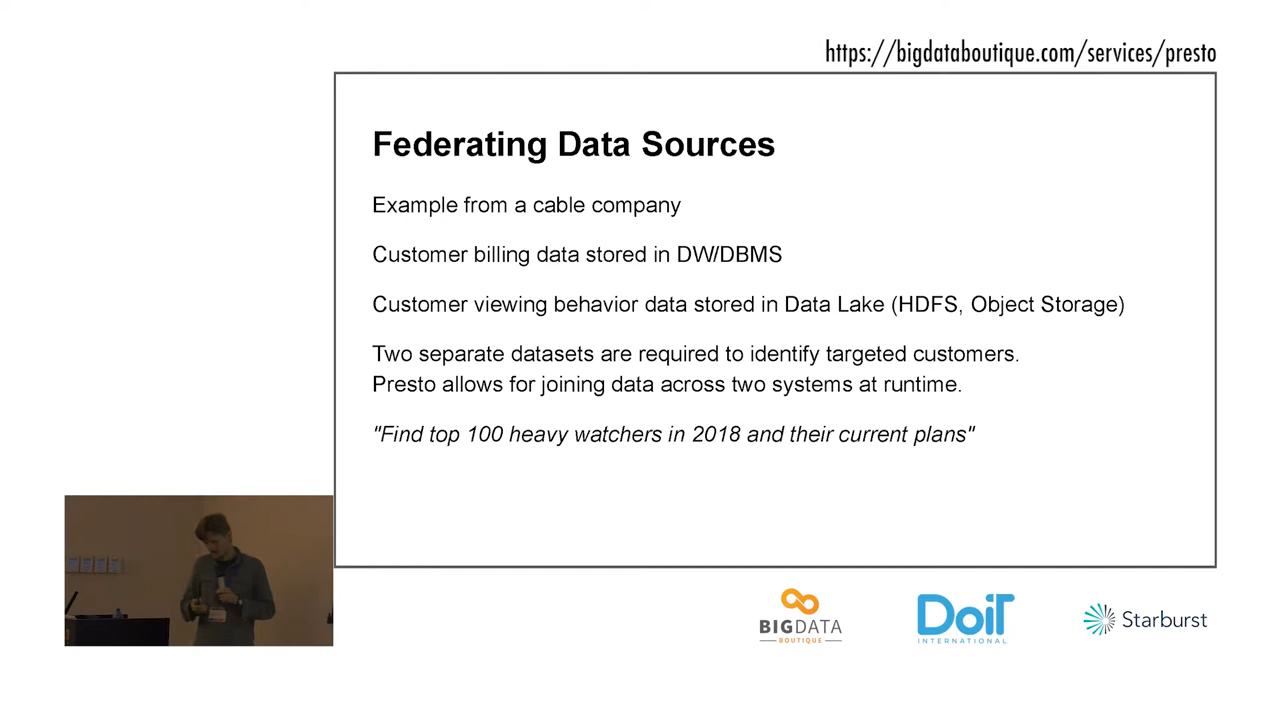 https://bigdataboutique.com/services/presto
Federating Data Sources
Example from a cable company
Customer billing data stored in DW/DBMS
Customer viewing behavior data stored in Data Lake (HDFS, Object Storage)
Two separate datasets are required to identify targeted customers.
Presto allows for joining data across two systems at runtime.
"Find top 100 heavy watchers in 2018 and their current plans"
BIGDATA
BOUTIQUE
DoiT
INTERNATIONAL
Starburst